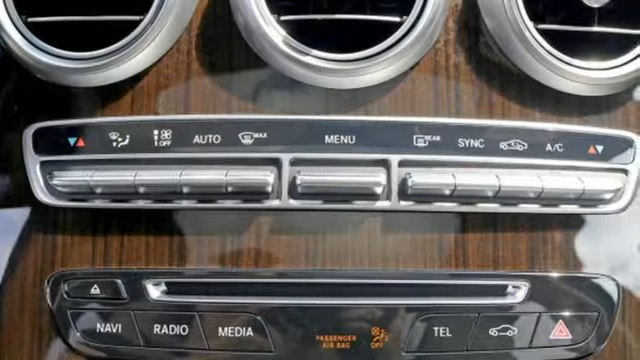 OFF AUTO MAX MENU REAR SYNC A/C
NAVI RADIO MEDIA PASSENGER AIR BAG OFF TEL